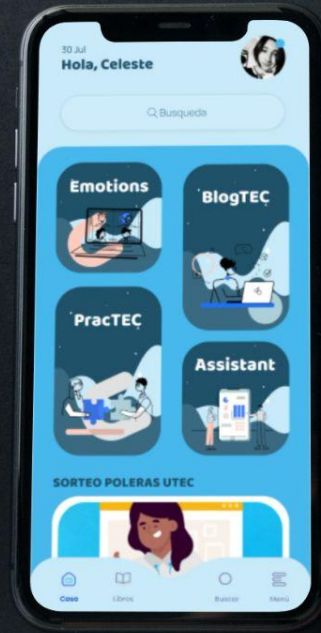 30 Jul
Hola, Celeste
Busqueda
Emotions
BlogTEC
PracTEC
Assistant
SORTEO POLERAS UTEC
Casa
Libros
Buscar
Menú